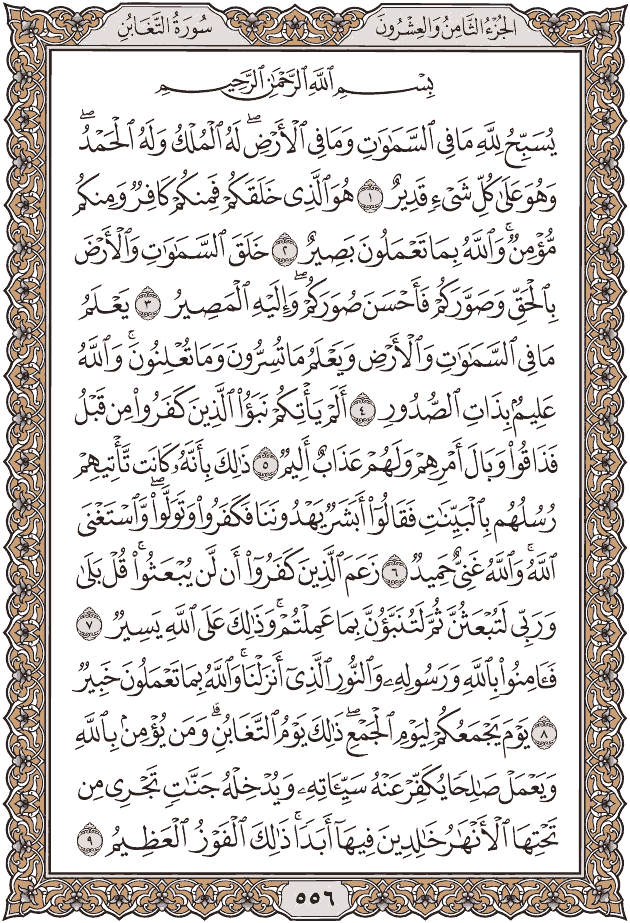 الجُزْءُ الثَّامِنُ وَالعِشْرُونَ
سُورَةُ التَّغَابُنِ
بِسْمِ ٱللَّهِ ٱلرَّحْمَٰنِ ٱلرَّحِيمِ
يُسَبِّحُ لِلَّهِ مَا فِى ٱلسَّمَٰوَٰتِ وَمَا فِى ٱلْأَرْضِۖ لَهُ ٱلْمُلْكُ وَلَهُ ٱلْحَمْدُۖ
وَهُوَ عَلَىٰ كُلِّ شَىْءٍ قَدِيرٌ ١ هُوَ ٱلَّذِى خَلَقَكُمْ فَمِنكُمْ كَافِرٌ وَمِنكُم
مُّؤْمِنٌۚ وَٱللَّهُ بِمَا تَعْمَلُونَ بَصِيرٌ ٢ خَلَقَ ٱلسَّمَٰوَٰتِ وَٱلْأَرْضَ
بِٱلْحَقِّ وَصَوَّرَكُمْ فَأَحْسَنَ صُوَرَكُمْۖ وَإِلَيْهِ ٱلْمَصِيرُ ٣ يَعْلَمُ
مَا فِى ٱلسَّمَٰوَٰتِ وَٱلْأَرْضِ وَيَعْلَمُ مَا تُسِرُّونَ وَمَا تُعْلِنُونَۚ وَٱللَّهُ
عَلِيمٌۢ بِذَاتِ ٱلصُّدُورِ ٤ أَلَمْ يَأْتِكُمْ نَبَؤُا۟ ٱلَّذِينَ كَفَرُوا۟ مِن قَبْلُ
فَذَاقُوا۟ وَبَالَ أَمْرِهِمْ وَلَهُمْ عَذَابٌ أَلِيمٌ ٥ ذَٰلِكَ بِأَنَّهُۥ كَانَت تَّأْتِيهِمْ
رُسُلُهُم بِٱلْبَيِّنَٰتِ فَقَالُوٓا۟ أَبَشَرٌ يَهْدُونَنَا فَكَفَرُوا۟ وَتَوَلَّوا۟ۖ وَّٱسْتَغْنَى
ٱللَّهُۚ وَٱللَّهُ غَنِىٌّ حَمِيدٌ ٦ زَعَمَ ٱلَّذِينَ كَفَرُوٓا۟ أَن لَّن يُبْعَثُوا۟ۚ قُلْ بَلَىٰ
وَرَبِّى لَتُبْعَثُنَّ ثُمَّ لَتُنَبَّؤُنَّ بِمَا عَمِلْتُمْۚ وَذَٰلِكَ عَلَى ٱللَّهِ يَسِيرٌ ٧
فَـَٔامِنُوا۟ بِٱللَّهِ وَرَسُولِهِۦ وَٱلنُّورِ ٱلَّذِىٓ أَنزَلْنَاۚ وَٱللَّهُ بِمَا تَعْمَلُونَ خَبِيرٌ
٨ يَوْمَ يَجْمَعُكُمْ لِيَوْمِ ٱلْجَمْعِۖ ذَٰلِكَ يَوْمُ ٱلتَّغَابُنِۗ وَمَن يُؤْمِنۢ بِٱللَّهِ
وَيَعْمَلْ صَٰلِحًا يُكَفِّرْ عَنْهُ سَيِّـَٔاتِهِۦ وَيُدْخِلْهُ جَنَّٰتٍ تَجْرِى مِن
تَحْتِهَا ٱلْأَنْهَٰرُ خَٰلِدِينَ فِيهَآ أَبَدًاۚ ذَٰلِكَ ٱلْفَوْزُ ٱلْعَظِيمُ ٩
٥٥٦